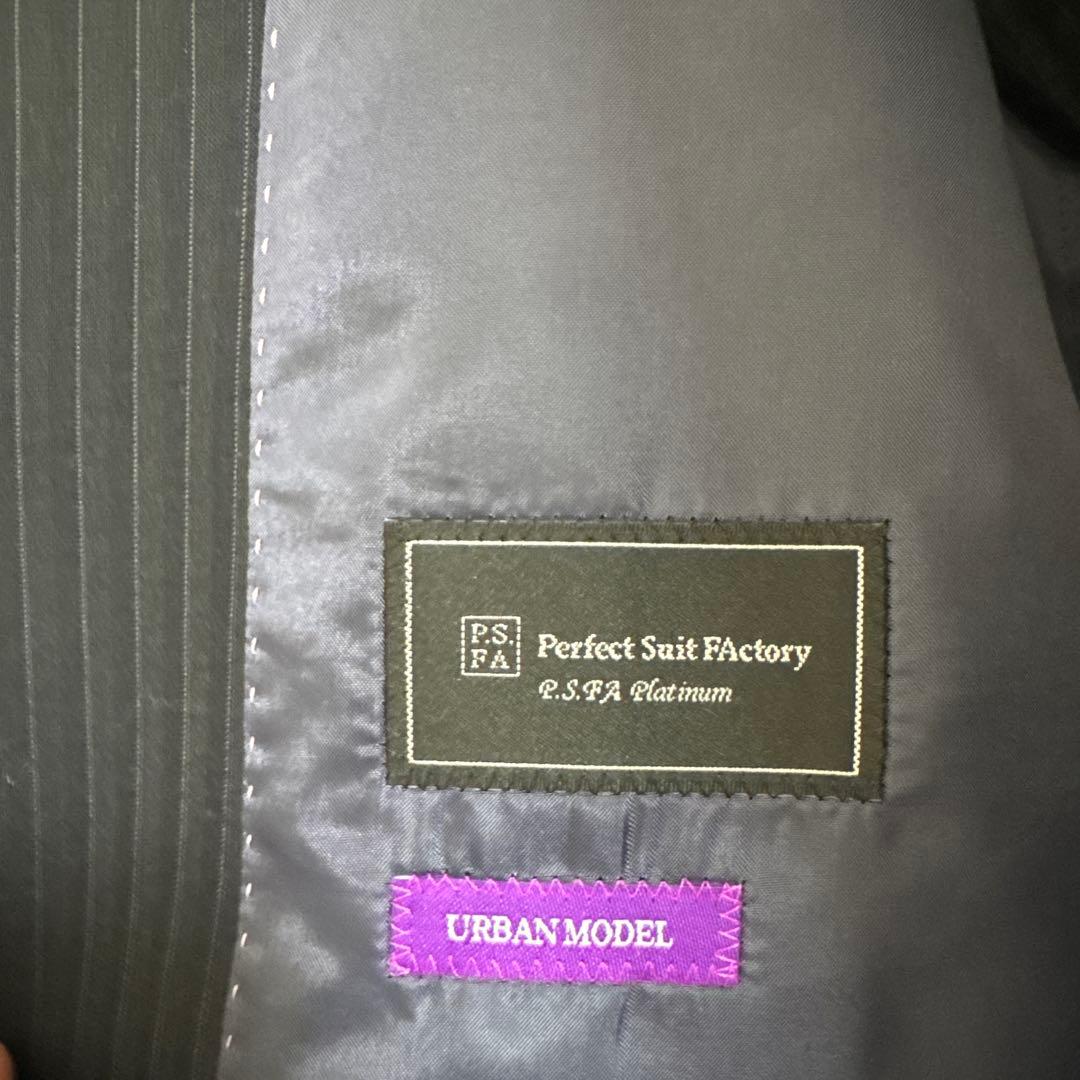 P.S.
FA
Perfect Suit FActory
P.S.FA Platinum
URBAN MODEL